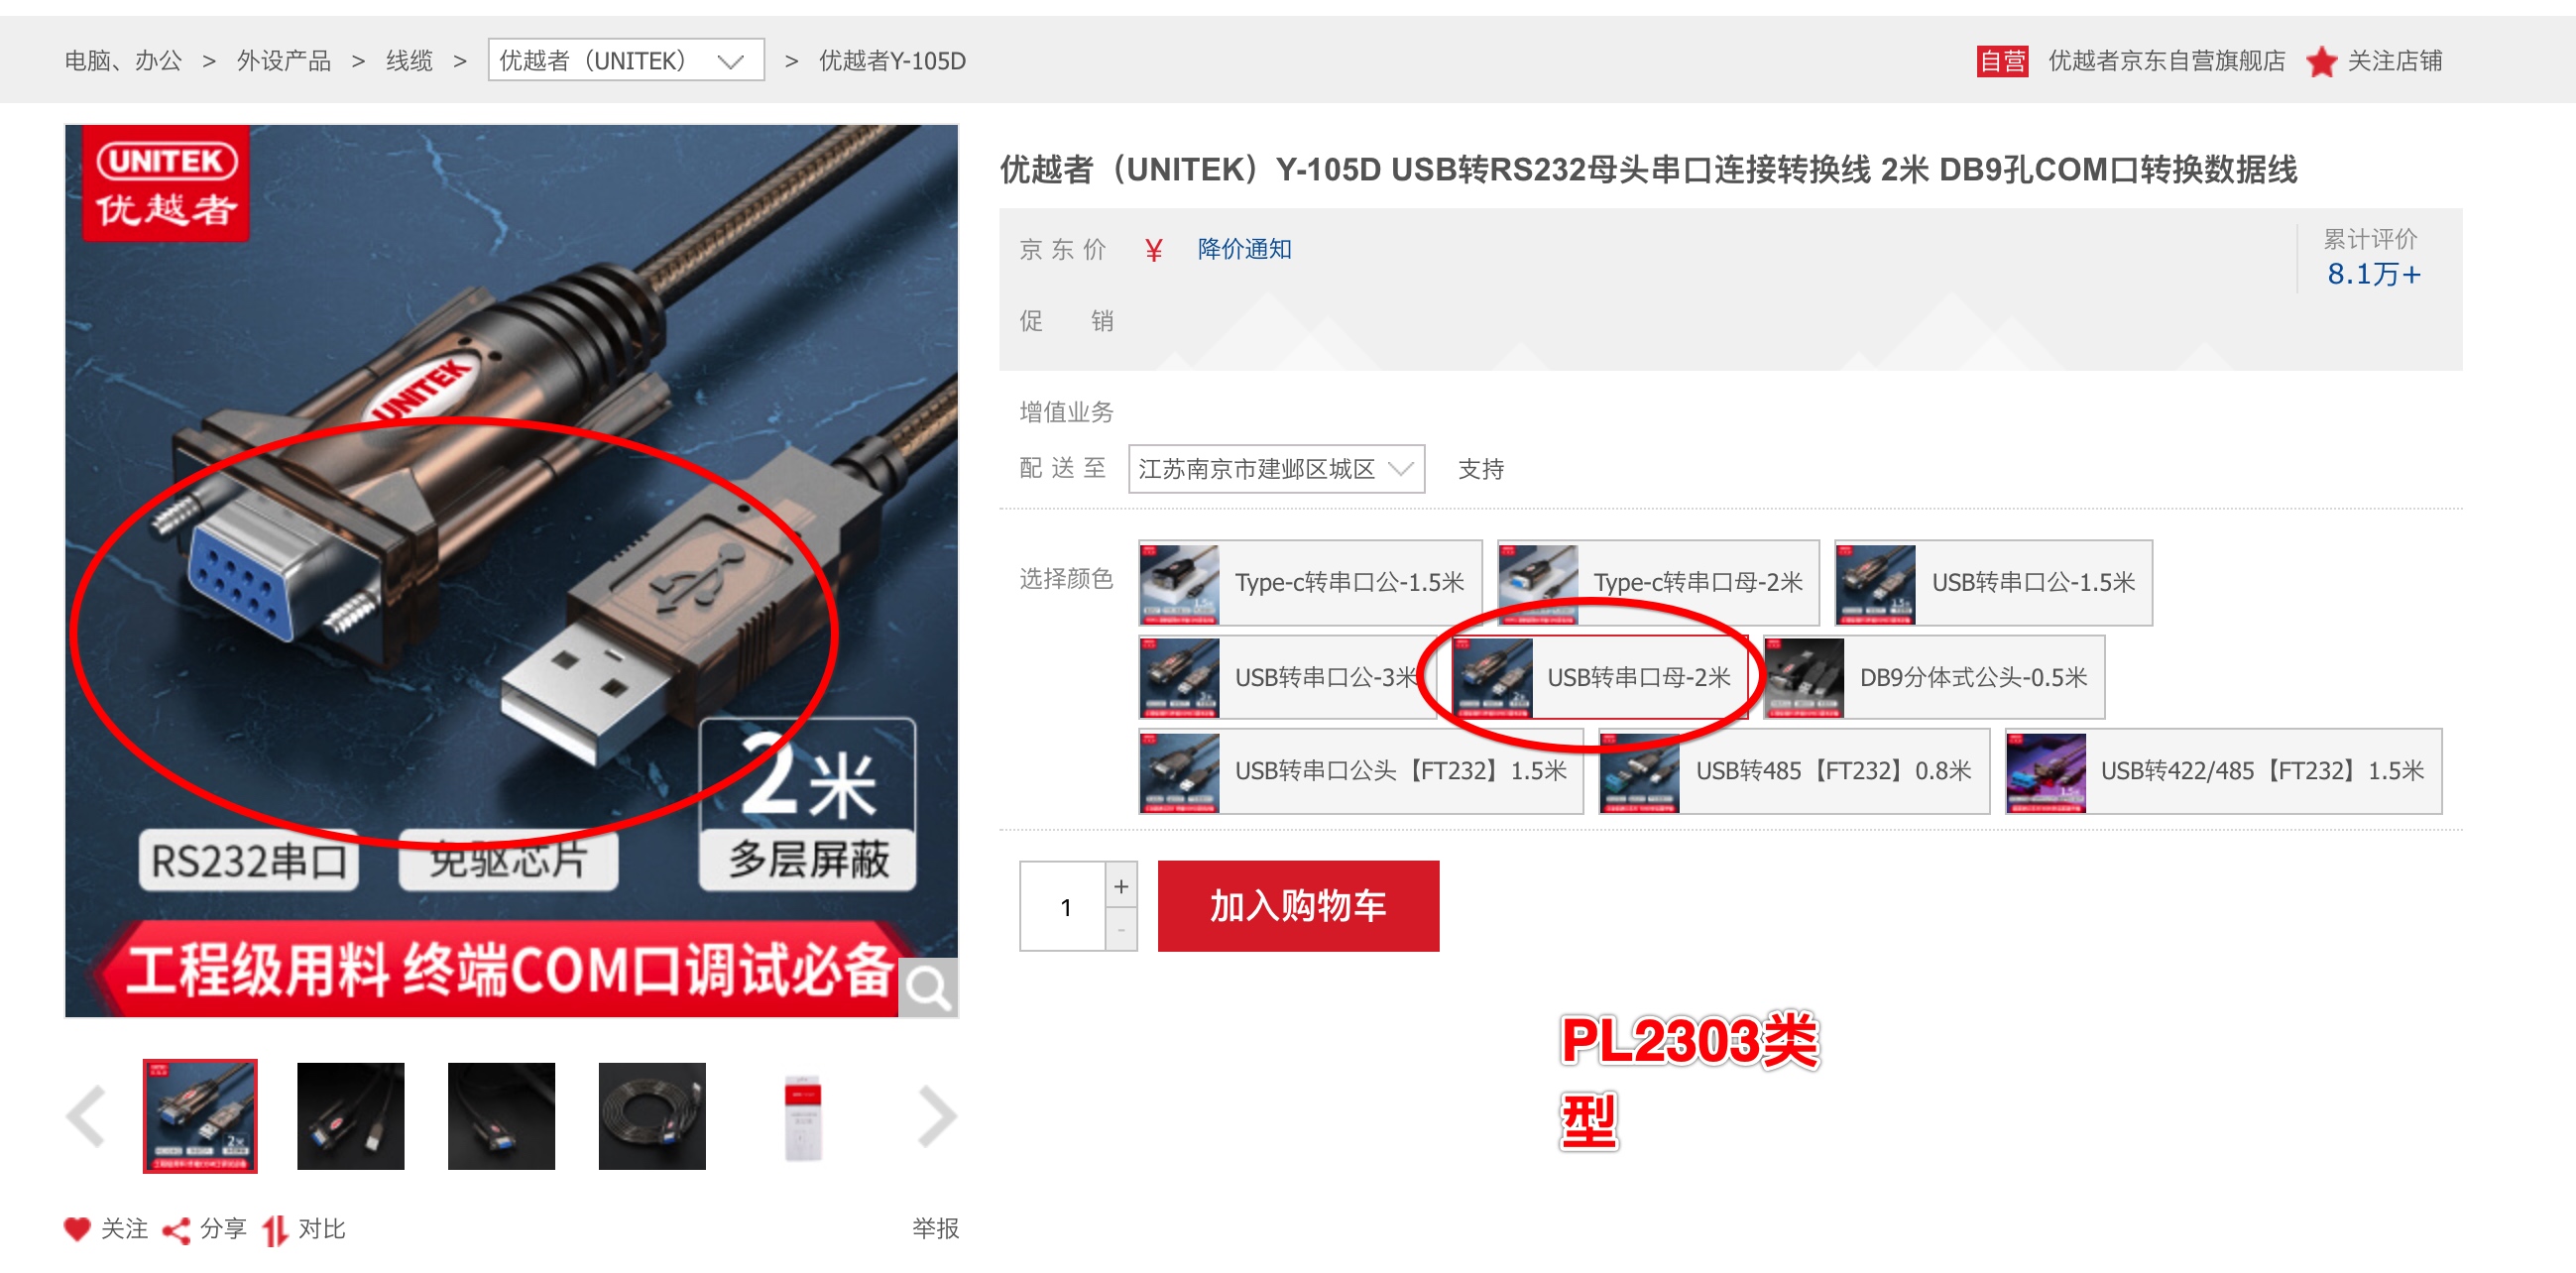 电脑、办公 > 外设产品 > 线缆 > 优越者（UNITEK） > 优越者Y-105D
自营 优越者京东自营旗舰店 关注店铺
UNITEK
优越者
UNITEK
2米
RS232串口 免驱芯片 多层屏蔽
工程级用料 终端COM口调试必备
优越者（UNITEK）Y-105D USB转RS232母头串口连接转换线 2米 DB9孔COM口转换数据线
京东价 ¥ 降价通知
累计评价
8.1万+
促销
增值业务
配送至 江苏南京市建邺区城区 支持
选择颜色 Type-c转串口公-1.5米 Type-c转串口母-2米 USB转串口公-1.5米
USB转串口公-3米 USB转串口母-2米 DB9分体式公头-0.5米
USB转串口公头【FT232】1.5米 USB转485【FT232】0.8米 USB转422/485【FT232】1.5米
1 + -
加入购物车
PL2303类
型
关注 分享 对比 举报